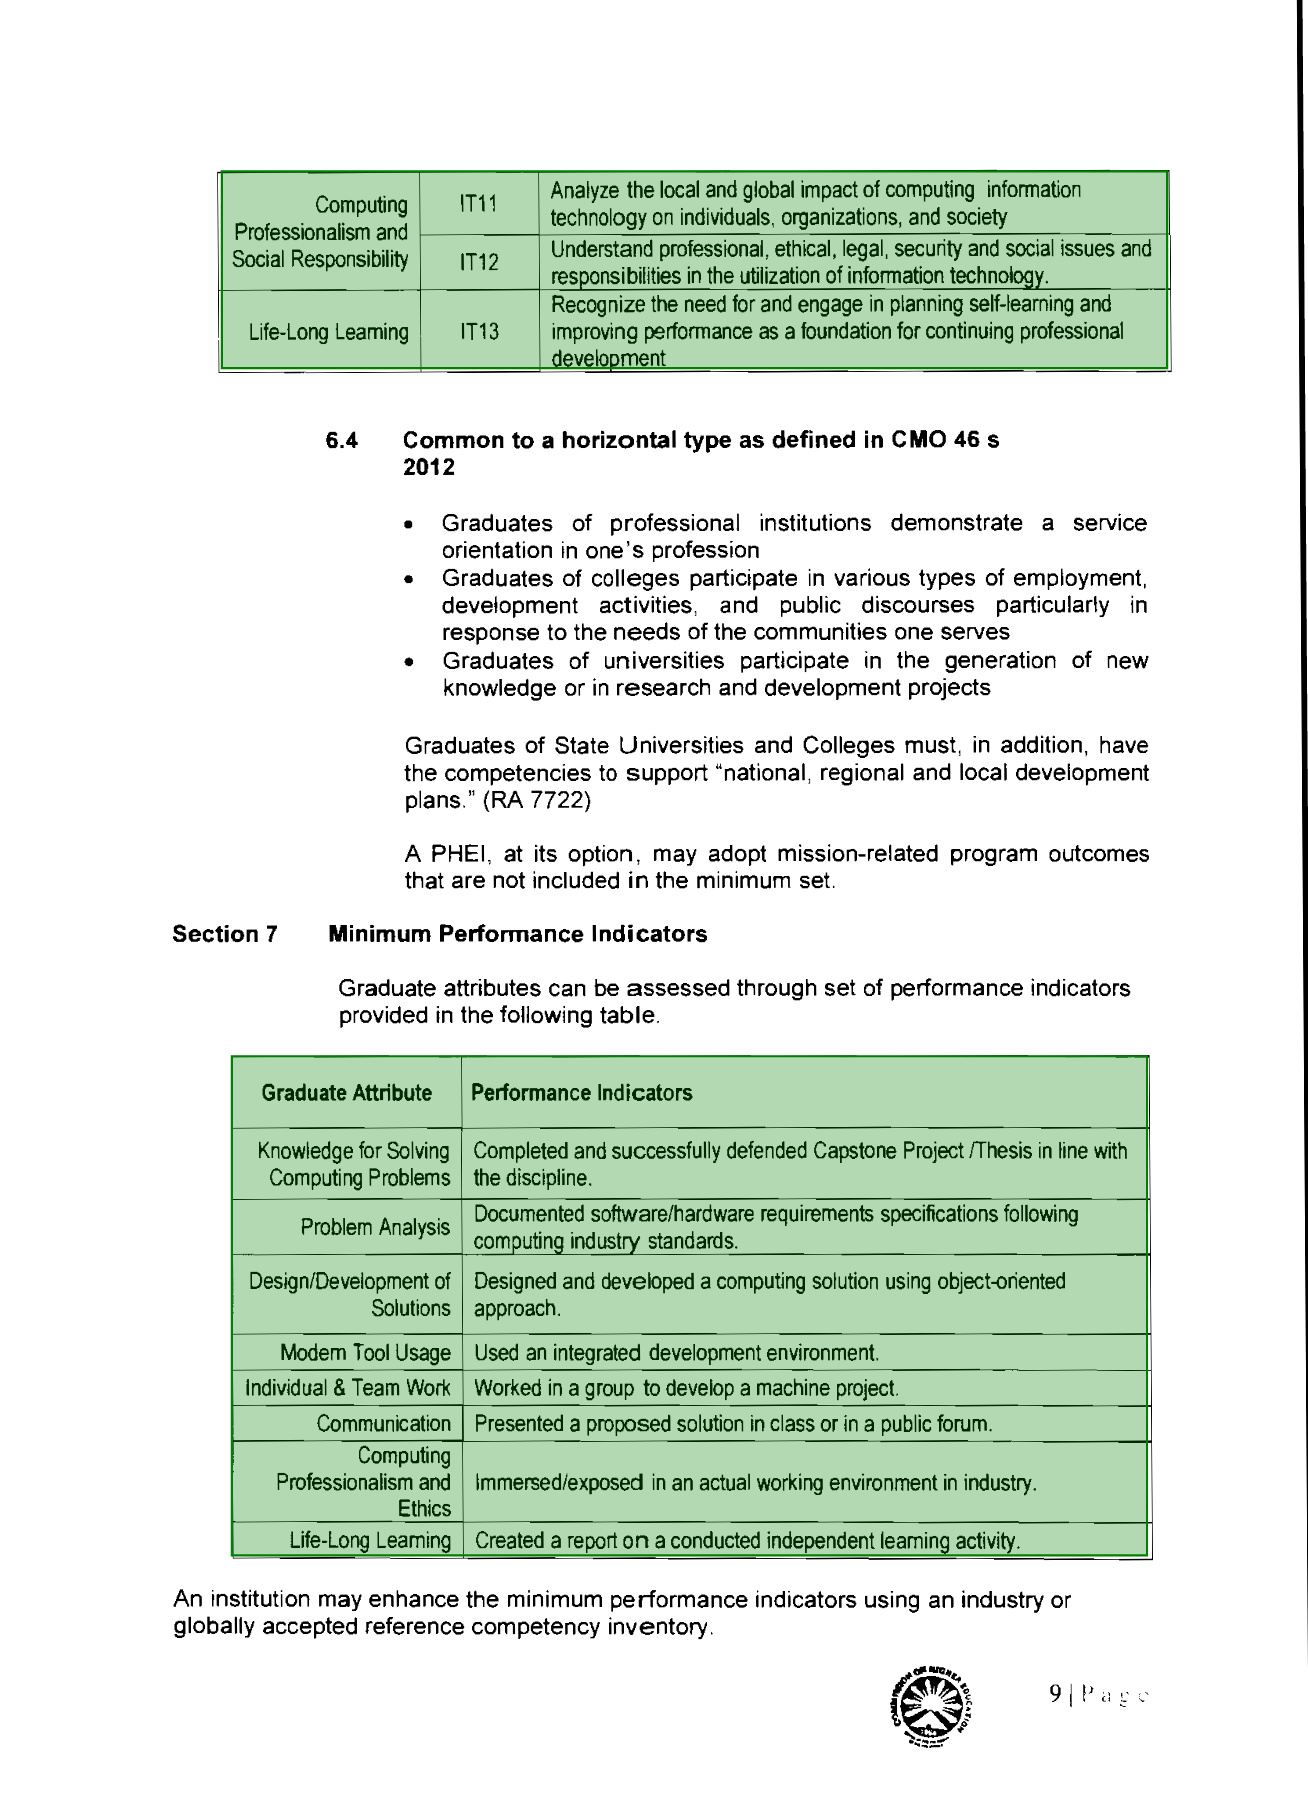 Computing
Professionalism and
Social Responsibility
IT11
Analyze the local and global impact of computing information
technology on individuals, organizations, and society
IT12
Understand professional, ethical, legal, security and social issues and
responsibilities in the utilization of information technology.
Life-Long Learning
IT13
Recognize the need for and engage in planning self-learning and
improving performance as a foundation for continuing professional
development
6.4 Common to a horizontal type as defined in CMO 46 s
2012
• Graduates of professional institutions demonstrate a service
orientation in one's profession
• Graduates of colleges participate in various types of employment,
development activities, and public discourses particularly in
response to the needs of the communities one serves
• Graduates of universities participate in the generation of new
knowledge or in research and development projects
Graduates of State Universities and Colleges must, in addition, have
the competencies to support “national, regional and local development
plans.” (RA 7722)
A PHEI, at its option, may adopt mission-related program outcomes
that are not included in the minimum set.
Section 7 Minimum Performance Indicators
Graduate attributes can be assessed through set of performance indicators
provided in the following table.
Graduate Attribute
Performance Indicators
Knowledge for Solving
Computing Problems
Completed and successfully defended Capstone Project /Thesis in line with
the discipline.
Problem Analysis
Documented software/hardware requirements specifications following
computing industry standards.
Design/Development of
Solutions
Designed and developed a computing solution using object-oriented
approach.
Modern Tool Usage
Used an integrated development environment.
Individual & Team Work
Worked in a group to develop a machine project.
Communication
Presented a proposed solution in class or in a public forum.
Computing
Professionalism and
Ethics
Immersed/exposed in an actual working environment in industry.
Life-Long Learning
Created a report on a conducted independent learning activity.
An institution may enhance the minimum performance indicators using an industry or
globally accepted reference competency inventory.
COMMISSION ON HIGHER EDUCATION
9 | Page